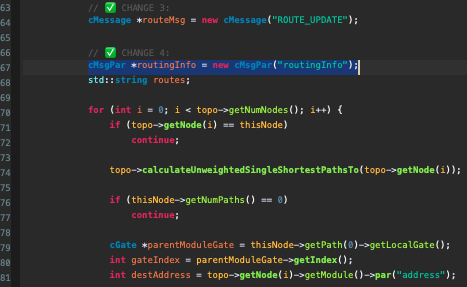 63 // ✅ CHANGE 3:
64 cMessage *routeMsg = new cMessage("ROUTE_UPDATE");
65
66 // ✅ CHANGE 4:
67 cMsgPar *routingInfo = new cMsgPar("routingInfo");
68 std::string routes;
69
70 for (int i = 0; i < topo->getNumNodes(); i++) {
71 if (topo->getNode(i) == thisNode)
72 continue;
73
74 topo->calculateUnweightedSingleShortestPathsTo(topo->getNode(i));
75
76 if (thisNode->getNumPaths() == 0)
77 continue;
78
79 cGate *parentModuleGate = thisNode->getPath(0)->getLocalGate();
80 int gateIndex = parentModuleGate->getIndex();
81 int destAddress = topo->getNode(i)->getModule()->par("address");